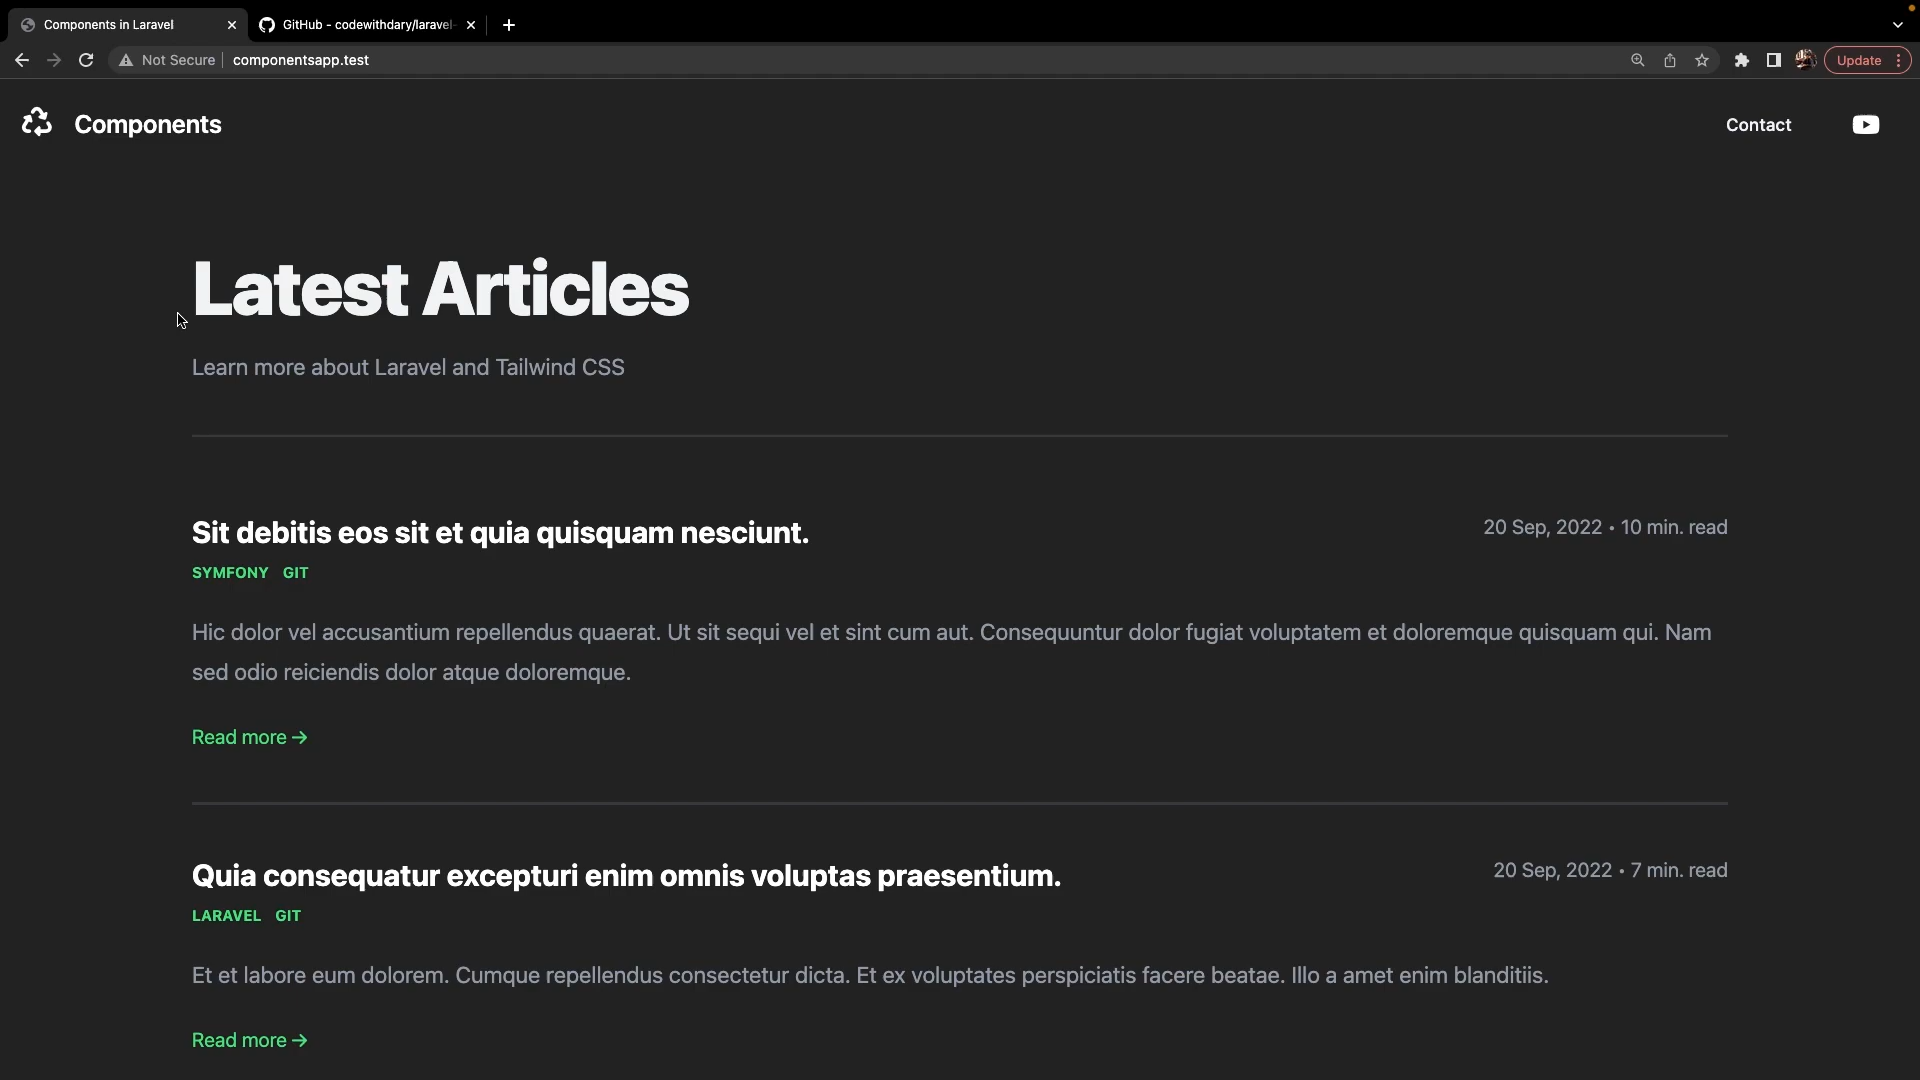 Components in Laravel
GitHub - codewithdary/laravel-
Not Secure
componentsapp.test
Update
Components
Contact
Latest Articles
Learn more about Laravel and Tailwind CSS
Sit debitis eos sit et quia quisquam nesciunt.
20 Sep, 2022 • 10 min. read
SYMFONY GIT
Hic dolor vel accusantium repellendus quaerat. Ut sit sequi vel et sint cum aut. Consequuntur dolor fugiat voluptatem et doloremque quisquam qui. Nam
sed odio reiciendis dolor atque doloremque.
Read more →
Quia consequatur excepturi enim omnis voluptas praesentium.
20 Sep, 2022 • 7 min. read
LARAVEL GIT
Et et labore eum dolorem. Cumque repellendus consectetur dicta. Et ex voluptates perspiciatis facere beatae. Illo a amet enim blanditiis.
Read more →